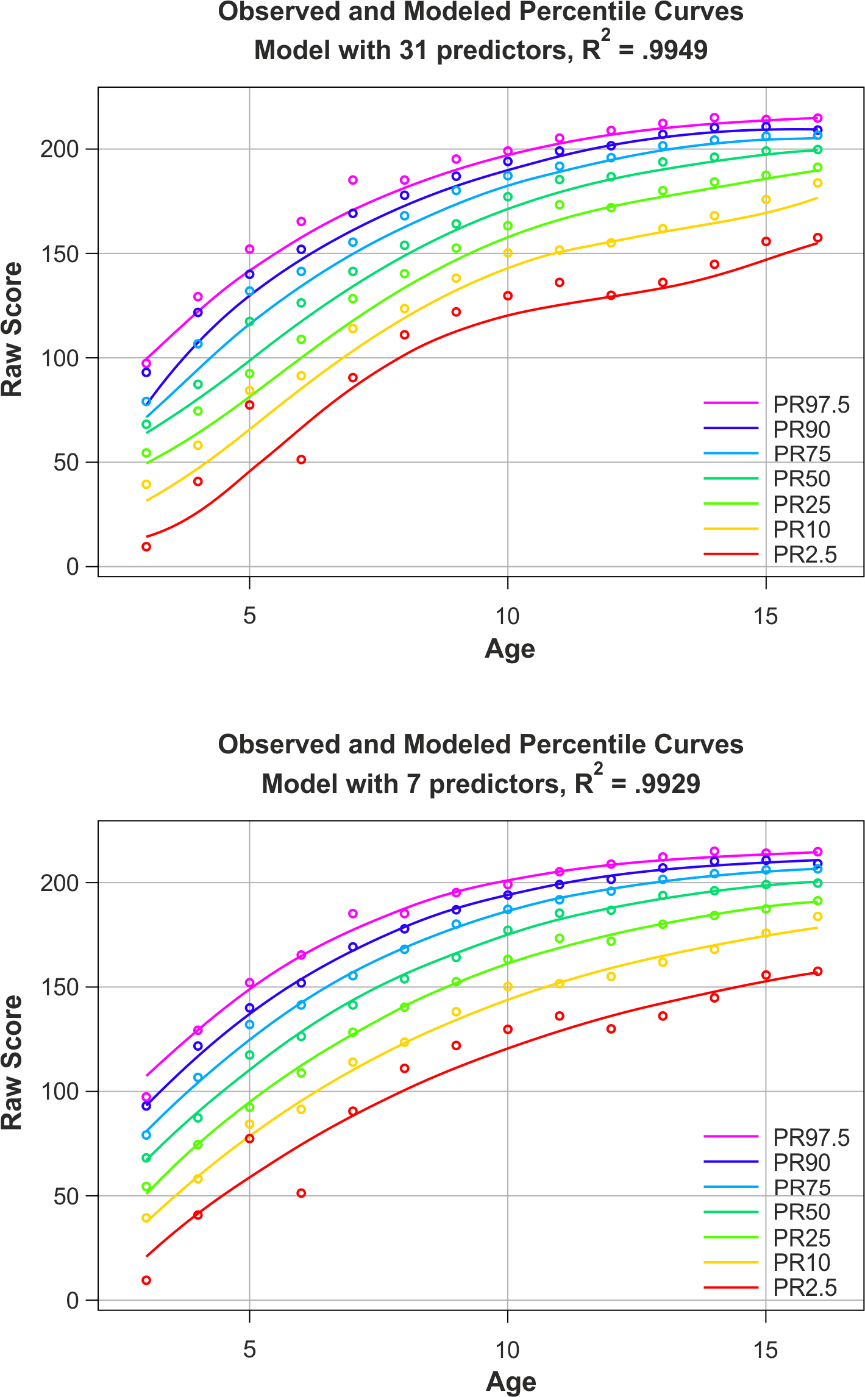 Observed and Modeled Percentile Curves
Model with 31 predictors, R² = .9949
Raw Score
200
150
100
50
0
PR97.5
PR90
PR75
PR50
PR25
PR10
PR2.5
5 10 15
Age
Observed and Modeled Percentile Curves
Model with 7 predictors, R² = .9929
Raw Score
200
150
100
50
0
PR97.5
PR90
PR75
PR50
PR25
PR10
PR2.5
5 10 15
Age